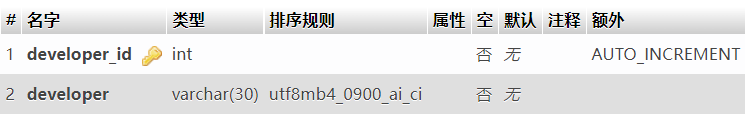 # 名字 类型 排序规则 属性 空 默认 注释 额外
1 developer_id int 否 无 AUTO_INCREMENT
2 developer varchar(30) utf8mb4_0900_ai_ci 否 无